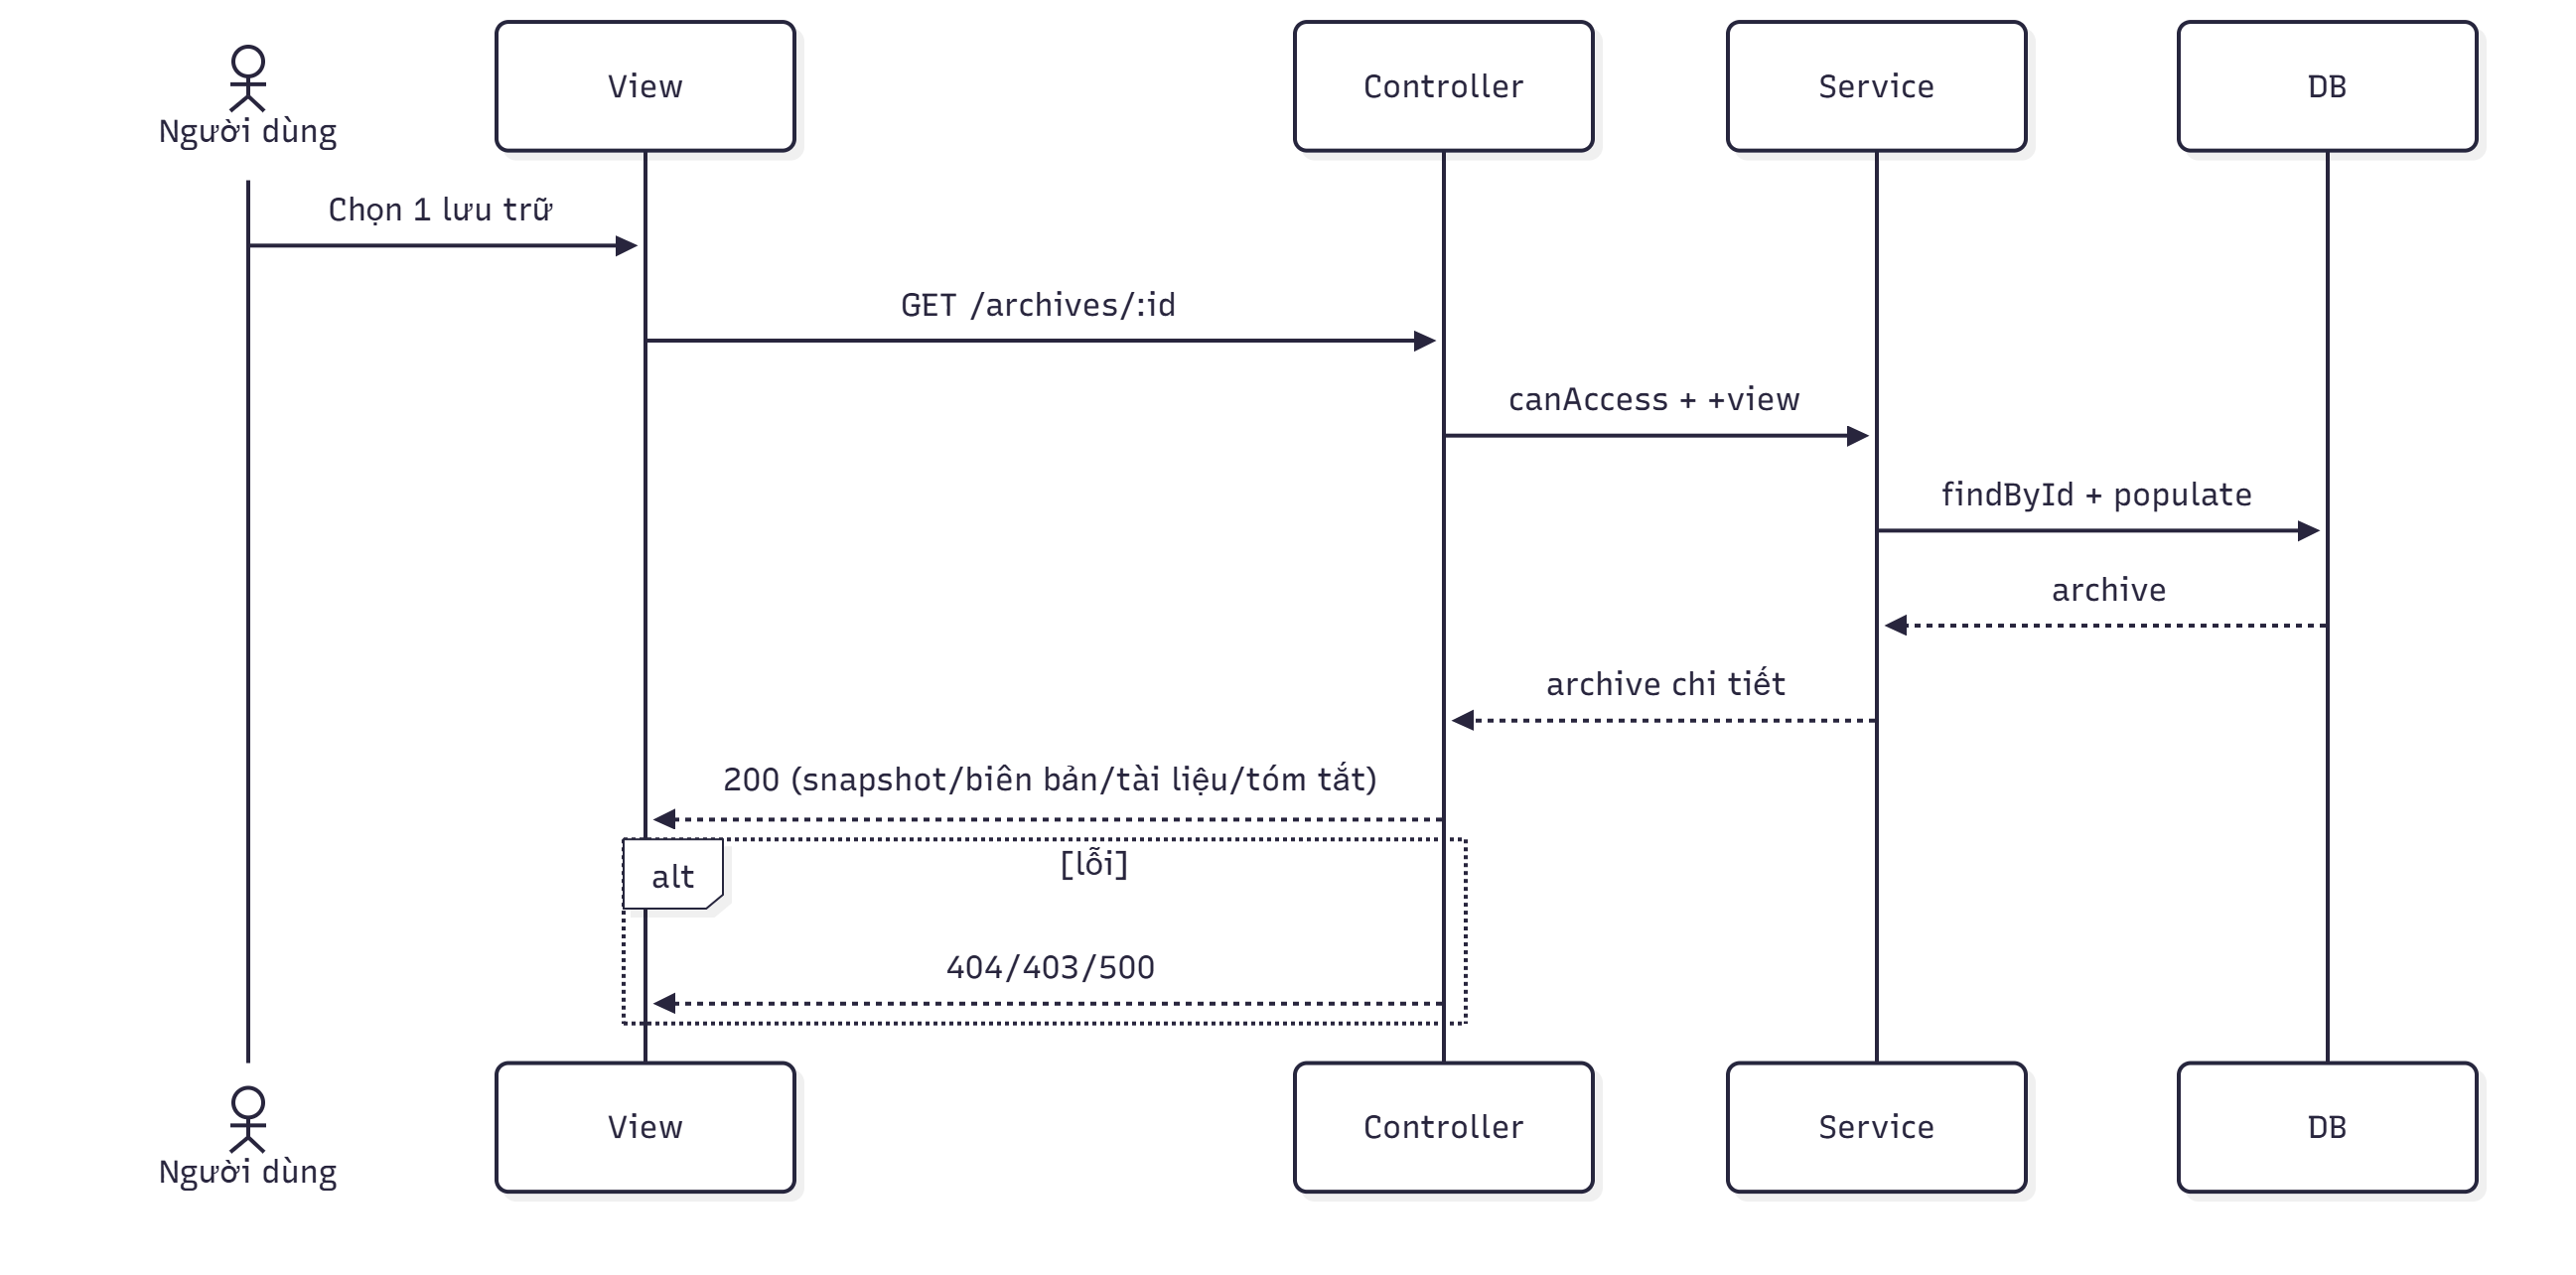 Người dùng
View
Controller
Service
DB
Chọn 1 lưu trữ
GET /archives/:id
canAccess + +view
findById + populate
archive
archive chi tiết
200 (snapshot/biên bản/tài liệu/tóm tắt)
alt
[lỗi]
404/403/500
Người dùng
View
Controller
Service
DB